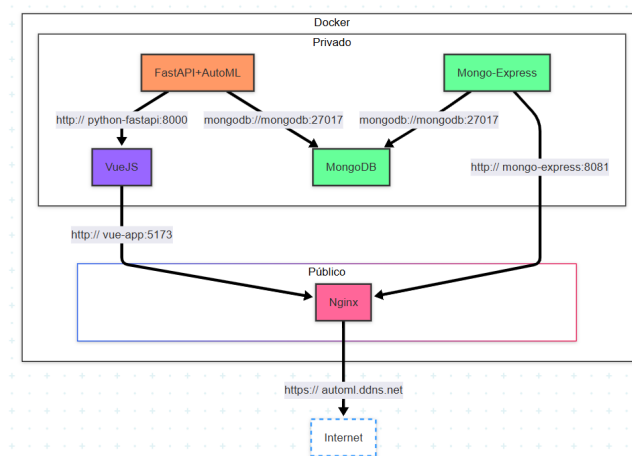 Docker
Privado
FastAPI+AutoML
Mongo-Express
http:// python-fastapi:8000
mongodb://mongodb:27017
mongodb://mongodb:27017
VueJS
MongoDB
http:// mongo-express:8081
http:// vue-app:5173
Público
Nginx
https:// automl.ddns.net
Internet